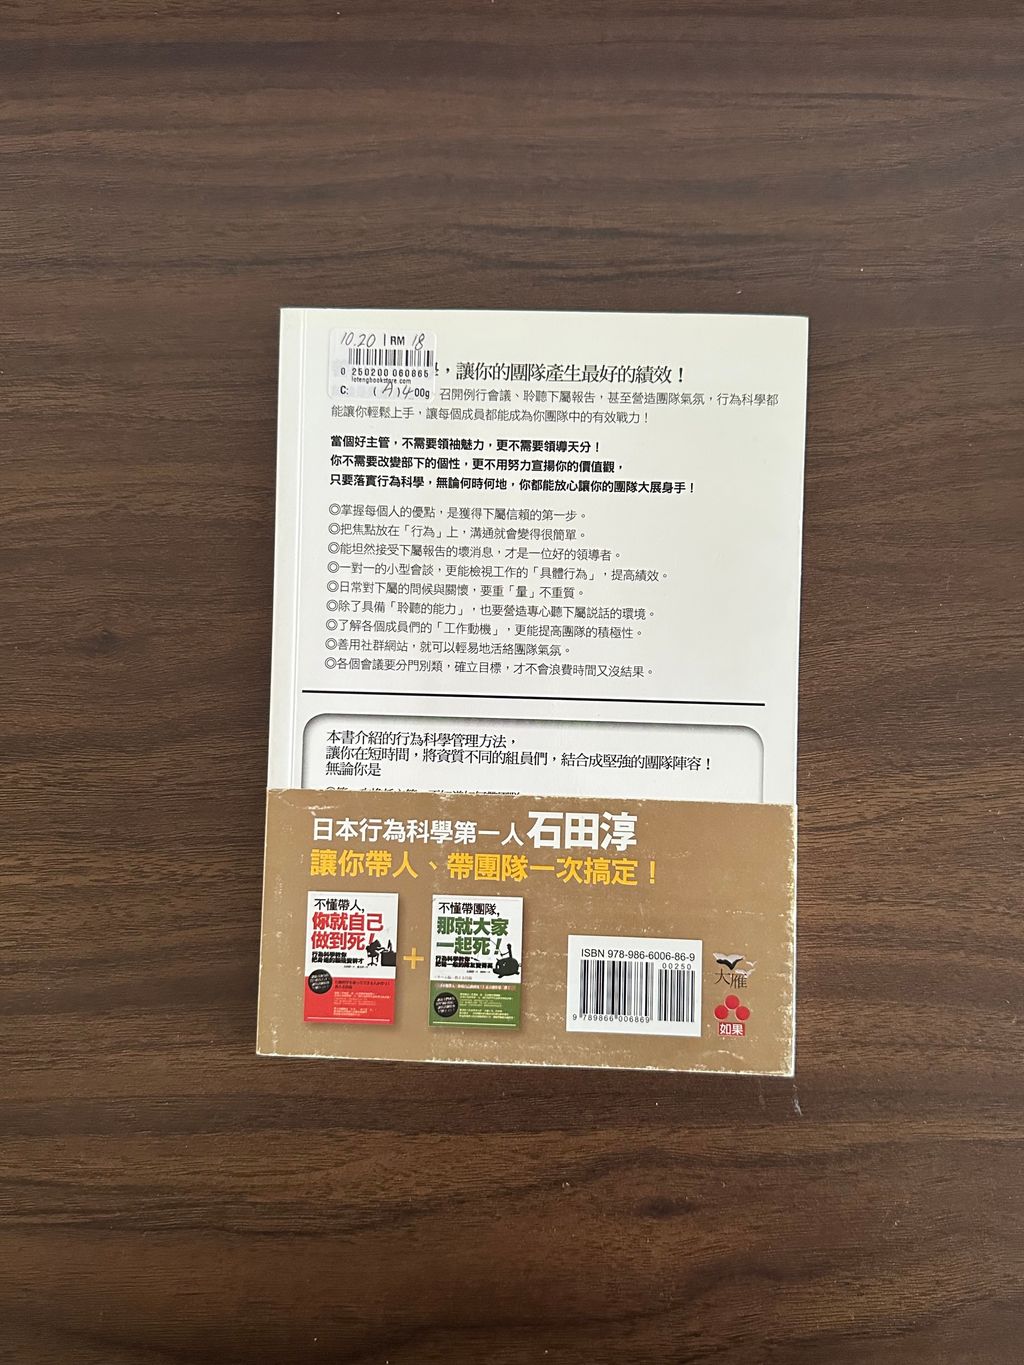 10.20 | RM 18
0 250200 060865
lotengbookstore.com
C: (A)400g
，讓你的團隊產生最好的績效！
召開例行會議、聆聽下屬報告，甚至營造團隊氣氛，行為科學都
能讓你輕鬆上手，讓每個成員都能成為你團隊中的有效戰力！
當個好主管，不需要領袖魅力，更不需要領導天分！
你不需要改變部下的個性，更不用努力宣揚你的價值觀，
只要落實行為科學，無論何時何地，你都能放心讓你的團隊大展身手！
◎掌握每個人的優點，是獲得下屬信賴的第一步。
◎把焦點放在「行為」上，溝通就會變得很簡單。
◎能坦然接受下屬報告的壞消息，才是一位好的領導者。
◎一對一的小型會談，更能檢視工作的「具體行為」，提高績效。
◎日常對下屬的問候與關懷，要重「量」不重質。
◎除了具備「聆聽的能力」，也要營造專心聽下屬說話的環境。
◎了解各個成員們的「工作動機」，更能提高團隊的積極性。
◎善用社群網站，就可以輕易地活絡團隊氣氛。
◎各個會議要分門別類，確立目標，才不會浪費時間又沒結果。
本書介紹的行為科學管理方法，
讓你在短時間，將資質不同的組員們，結合成堅強的團隊陣容！
無論你是
日本行為科學第一人石田淳
讓你帶人、帶團隊一次搞定！
不懂帶人，
你就自己
做到死！
行為科學教你
把身邊的腦殘變幹才
+
不懂帶團隊，
那就大家
一起死！
行為科學教你
ISBN 978-986-6006-86-9
00250
9 789866 006869
大雁
如果